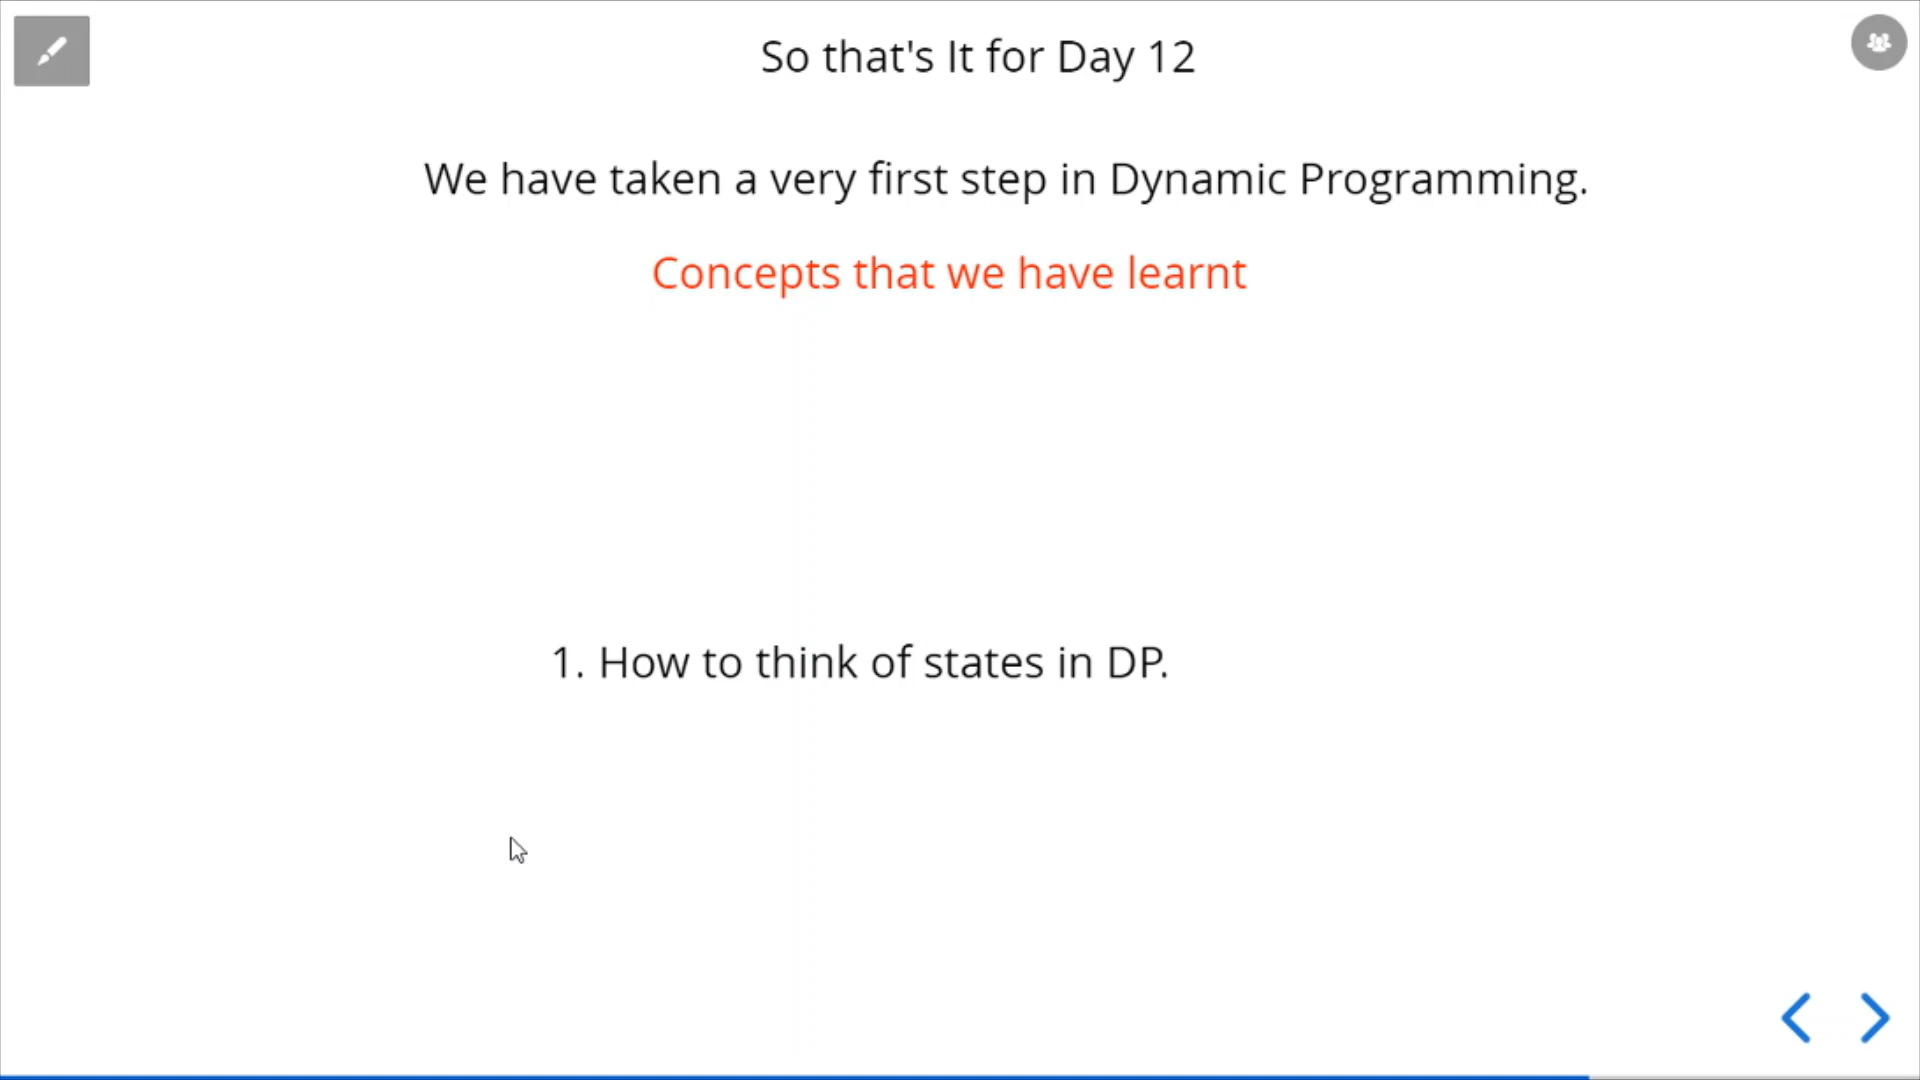 So that's It for Day 12
We have taken a very first step in Dynamic Programming.
Concepts that we have learnt
1. How to think of states in DP.